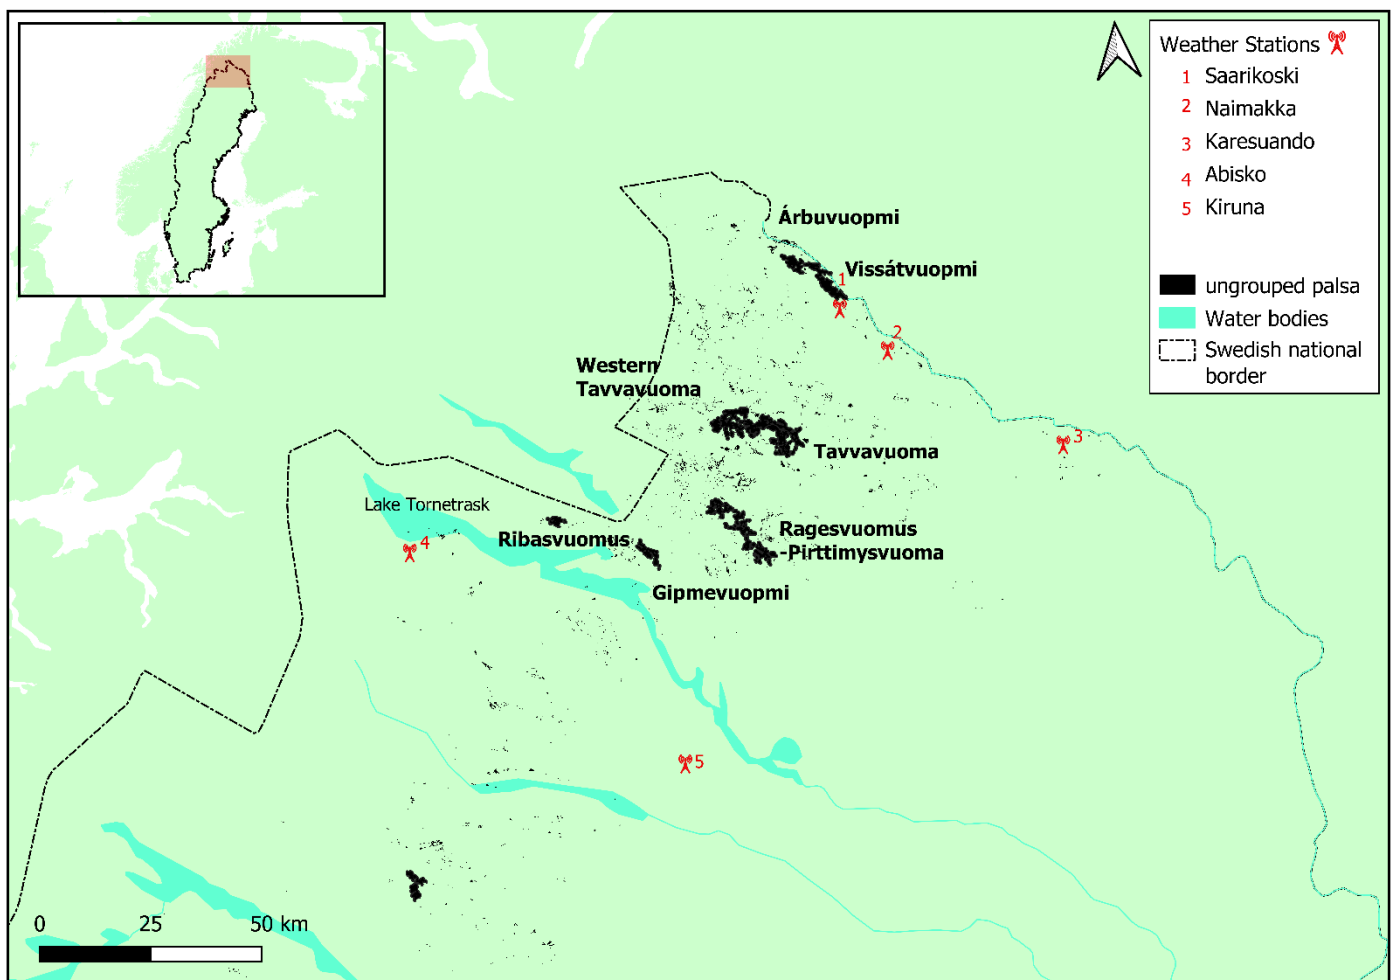 Weather Stations
1 Saarikoski
2 Naimakka
3 Karesuando
4 Abisko
5 Kiruna
ungrouped palsa
Water bodies
Swedish national
border
Árbuvuopmi
Vissátvuopmi
1
2
Western
Tavvavuoma
3
Tavvavuoma
Lake Tornetrask
Ribasvuomus
Ragesvuomus
-Pirttimysvuoma
4
Gipmevuopmi
5
0 25 50 km